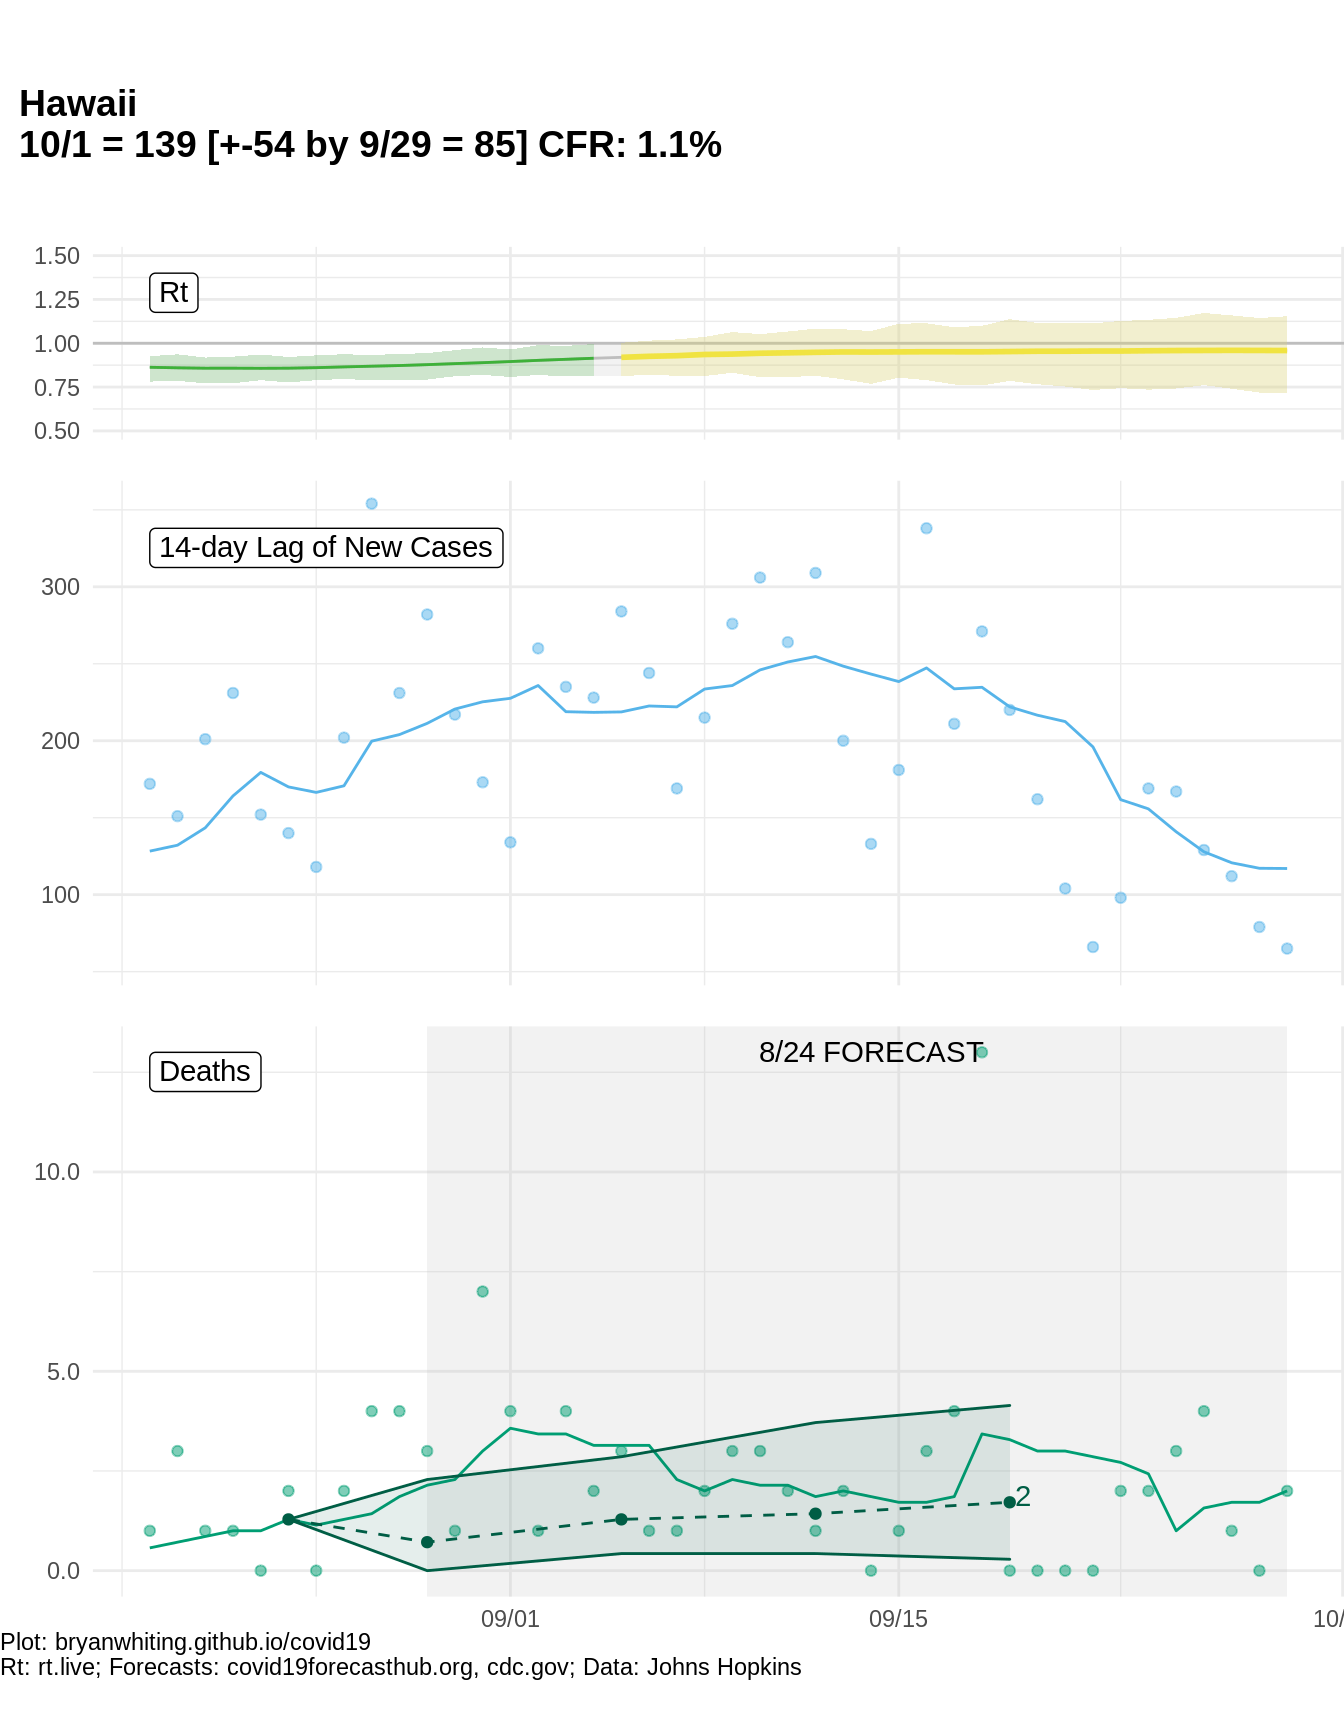 Hawaii
10/1 = 139 [+-54 by 9/29 = 85] CFR: 1.1%
1.50
Rt
1.25
1.00
0.75
0.50
14-day Lag of New Cases
300
200
100
8/24 FORECAST
Deaths
10.0
5.0
2
0.0
09/01
09/15
10/
Plot: bryanwhiting.github.io/covid19
Rt: rt.live; Forecasts: covid19forecasthub.org, cdc.gov; Data: Johns Hopkins